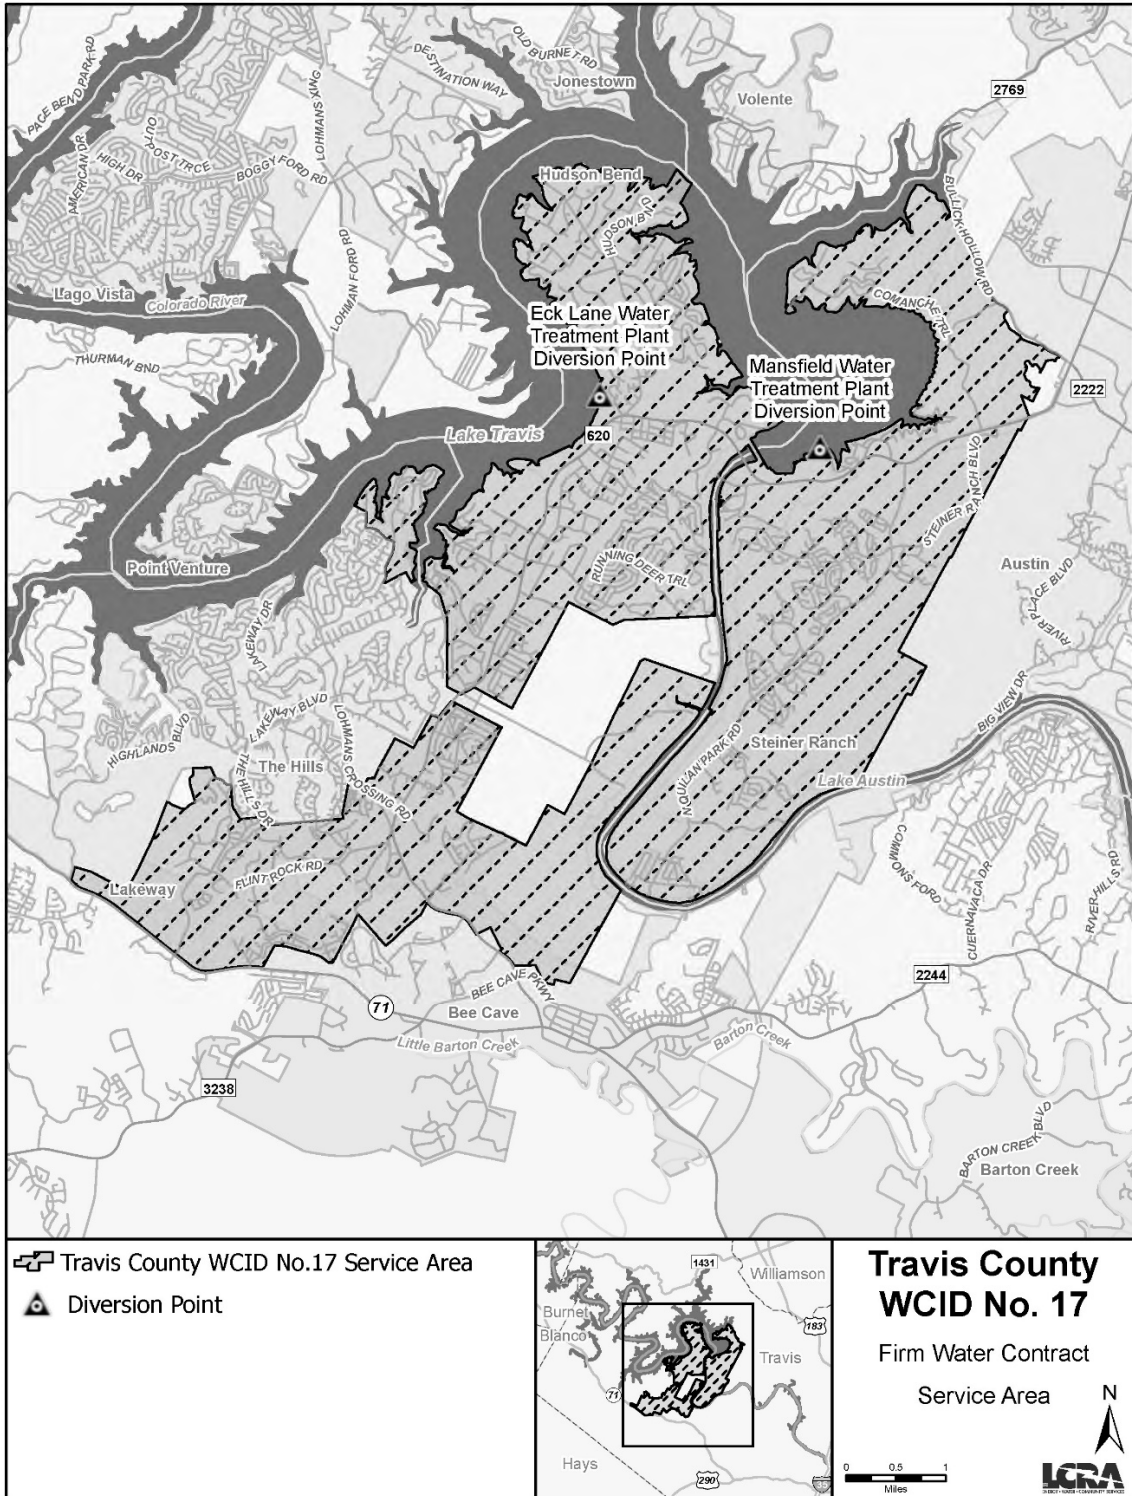 PACE BEND PARK RD
AMERICAN DR
HIGH DR
OUTPOST TRCE
BOGGY FORD RD
LOHMANS XING
LOHMAN FORD RD
DESTINATION WAY
OLD BURNET RD
Jonestown
Volente
2769
BULLICK HOLLOW RD
Hudson Bend
HUDSON BND
COMANCHE TRL
Lago Vista
Colorado River
THURMAN BND
Eck Lane Water
Treatment Plant
Diversion Point
Mansfield Water
Treatment Plant
Diversion Point
2222
620
Lake Travis
STEINER RANCH BLVD
Austin
RIVER PLACE BLVD
Point Venture
RUNNING DEER TRL
LAKEWAY DR
LAKEWAY BLVD
HIGHLANDS BLVD
LOHMANS CROSSING RD
The Hills
THE HILLS DR
BIG VIEW DR
Steiner Ranch
QUINLAN PARK RD
Lake Austin
Lakeway
FLINT ROCK RD
COMMONS FORD
CUERNAVACA DR
RIVER HILLS RD
2244
BEE CAVE PKWY
71
Bee Cave
Little Barton Creek
Barton Creek
3238
BARTON CREEK BLVD
Barton Creek
Travis County WCID No.17 Service Area
Diversion Point
1431
Williamson
Burnet
Blanco
183
Travis
71
Hays
290
35
Travis County
WCID No. 17
Firm Water Contract
Service Area
N
0 0.5 1
Miles
LCRA
ENERGY • WATER • COMMUNITY SERVICES